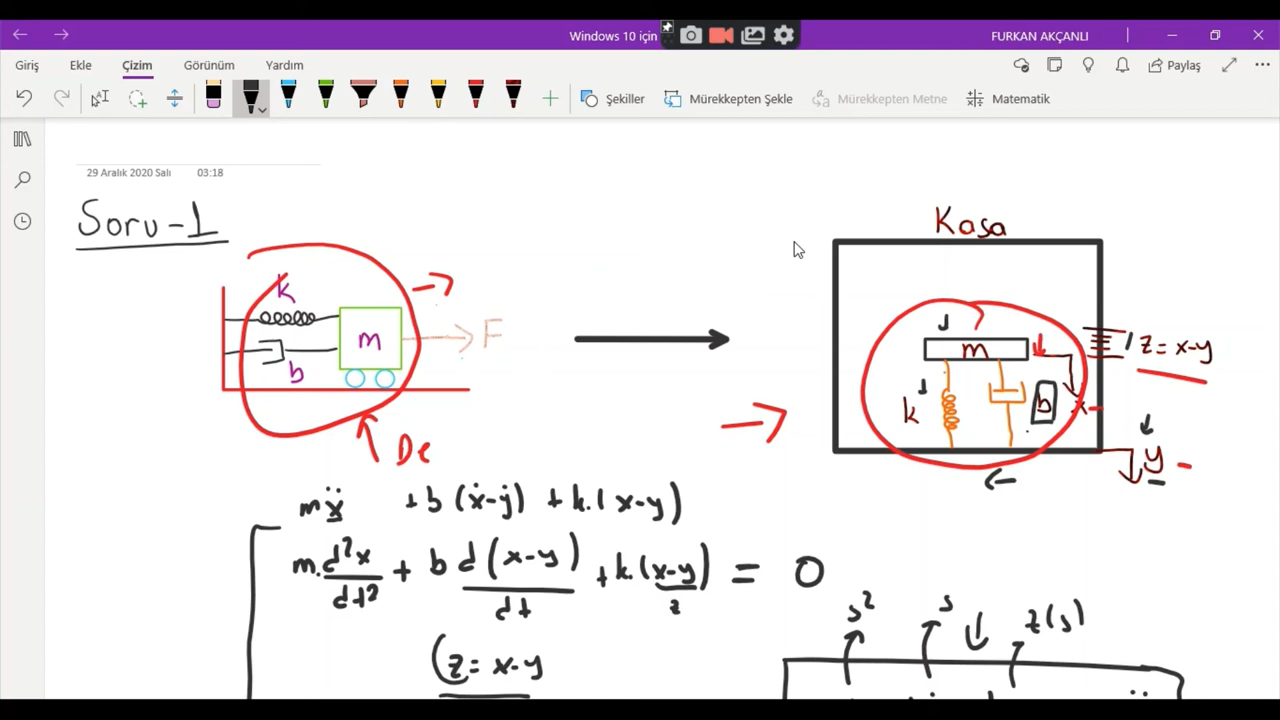 Windows 10 için
FURKAN AKÇANLI
Giriş Ekle Çizim Görünüm Yardım
Paylaş
Şekiller
Mürekkepten Şekle
Mürekkepten Metne
Matematik
29 Aralık 2020 Salı 03:18
Soru-1
k
m
b
F
De
Kasa
m
k
b
x
z = x-y
y
mẍ + b (ẋ-ẏ) + k.(x-y)
m.d²x/dt² + b d(x-y)/dt + k.(x-y) = 0
z
(z = x-y
s² s z(s)